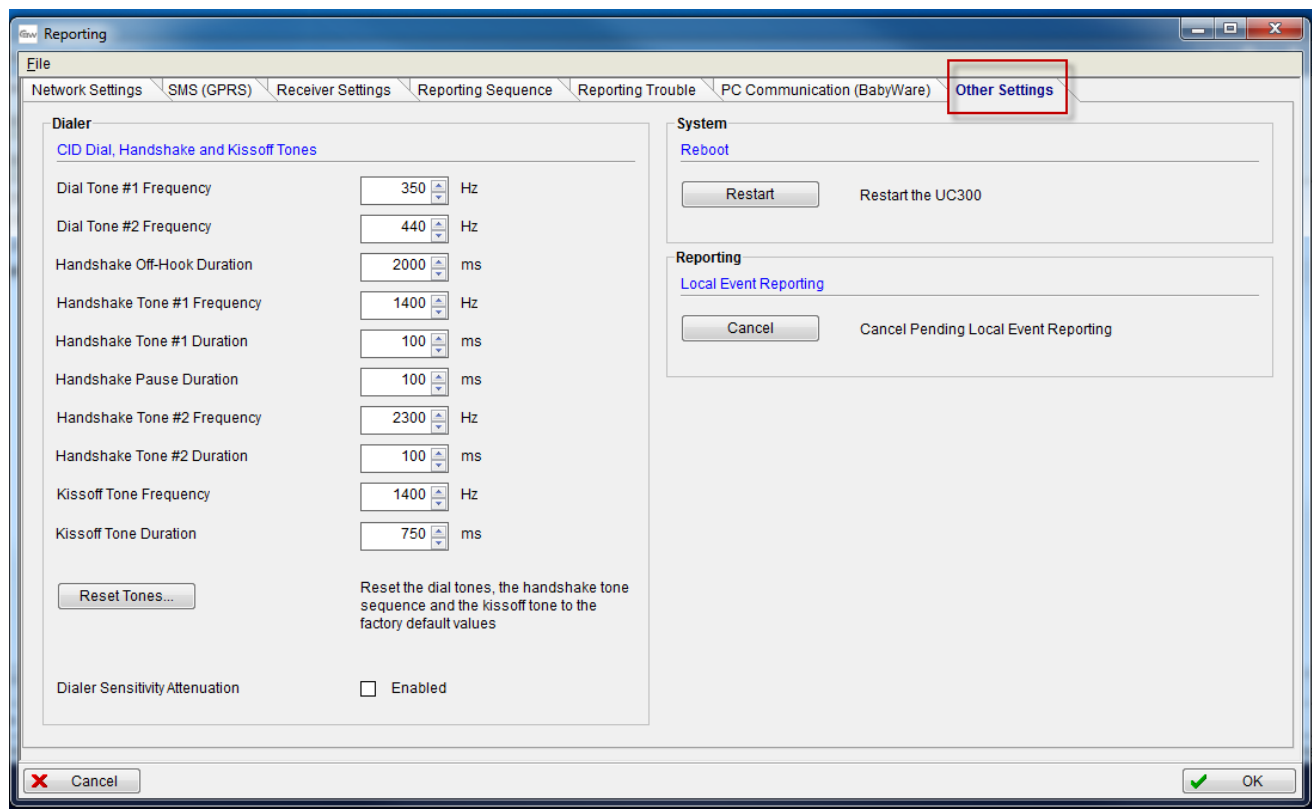 Reporting
File
Network Settings
SMS (GPRS)
Receiver Settings
Reporting Sequence
Reporting Trouble
PC Communication (BabyWare)
Other Settings
Dialer
CID Dial, Handshake and Kissoff Tones
Dial Tone #1 Frequency 350 Hz
Dial Tone #2 Frequency 440 Hz
Handshake Off-Hook Duration 2000 ms
Handshake Tone #1 Frequency 1400 Hz
Handshake Tone #1 Duration 100 ms
Handshake Pause Duration 100 ms
Handshake Tone #2 Frequency 2300 Hz
Handshake Tone #2 Duration 100 ms
Kissoff Tone Frequency 1400 Hz
Kissoff Tone Duration 750 ms
Reset Tones...
Reset the dial tones, the handshake tone
sequence and the kissoff tone to the
factory default values
Dialer Sensitivity Attenuation Enabled
System
Reboot
Restart Restart the UC300
Reporting
Local Event Reporting
Cancel Cancel Pending Local Event Reporting
Cancel
OK